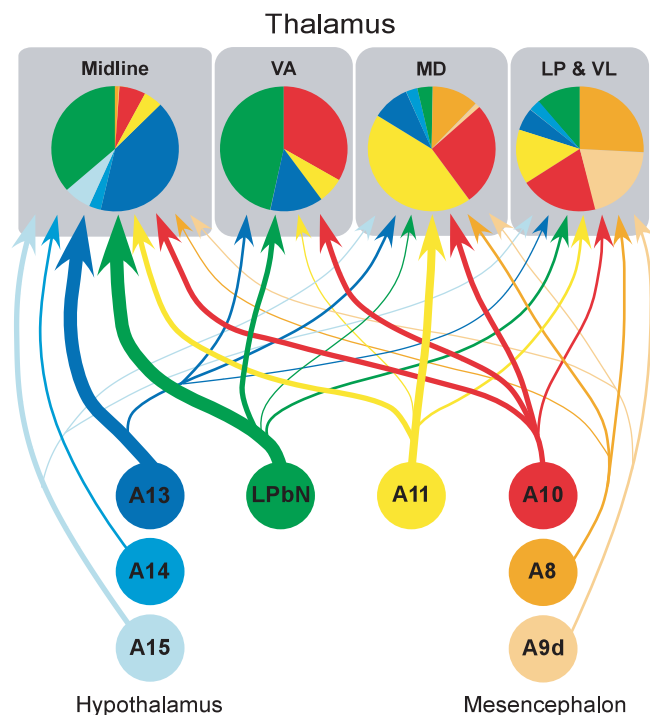 Thalamus
Midline
VA
MD
LP & VL
A13
LPbN
A11
A10
A14
A8
A15
A9d
Hypothalamus
Mesencephalon